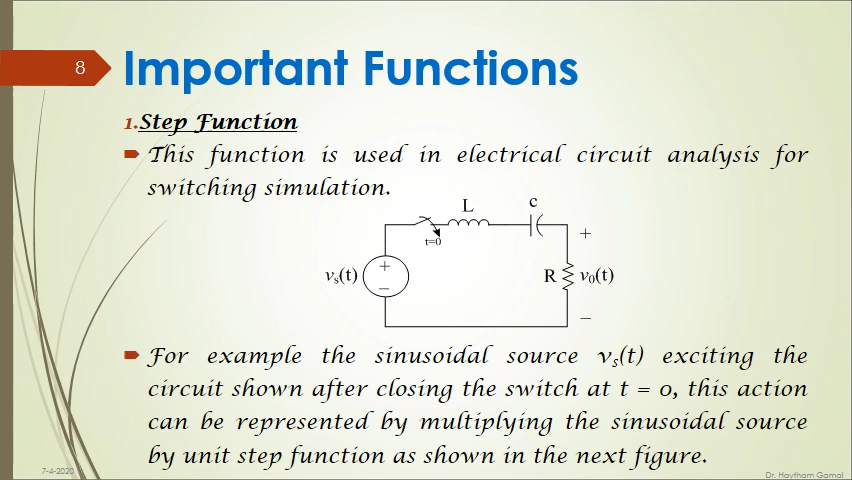 8
Important Functions
1.Step Function
This function is used in electrical circuit analysis for
switching simulation.
L
c
t=0
+
vs(t)
+
−
R
v0(t)
−
For example the sinusoidal source vs(t) exciting the
circuit shown after closing the switch at t = 0, this action
can be represented by multiplying the sinusoidal source
by unit step function as shown in the next figure.
7-4-2020
Dr. Haytham Gamal